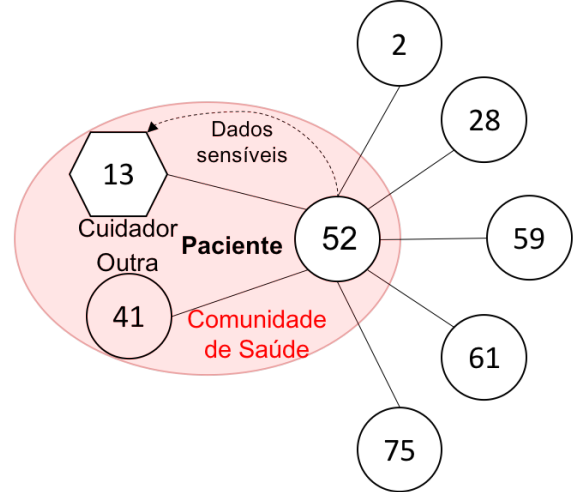 2
28
Dados
sensíveis
13
Cuidador
Paciente
52
59
Outra
41
Comunidade
de Saúde
61
75